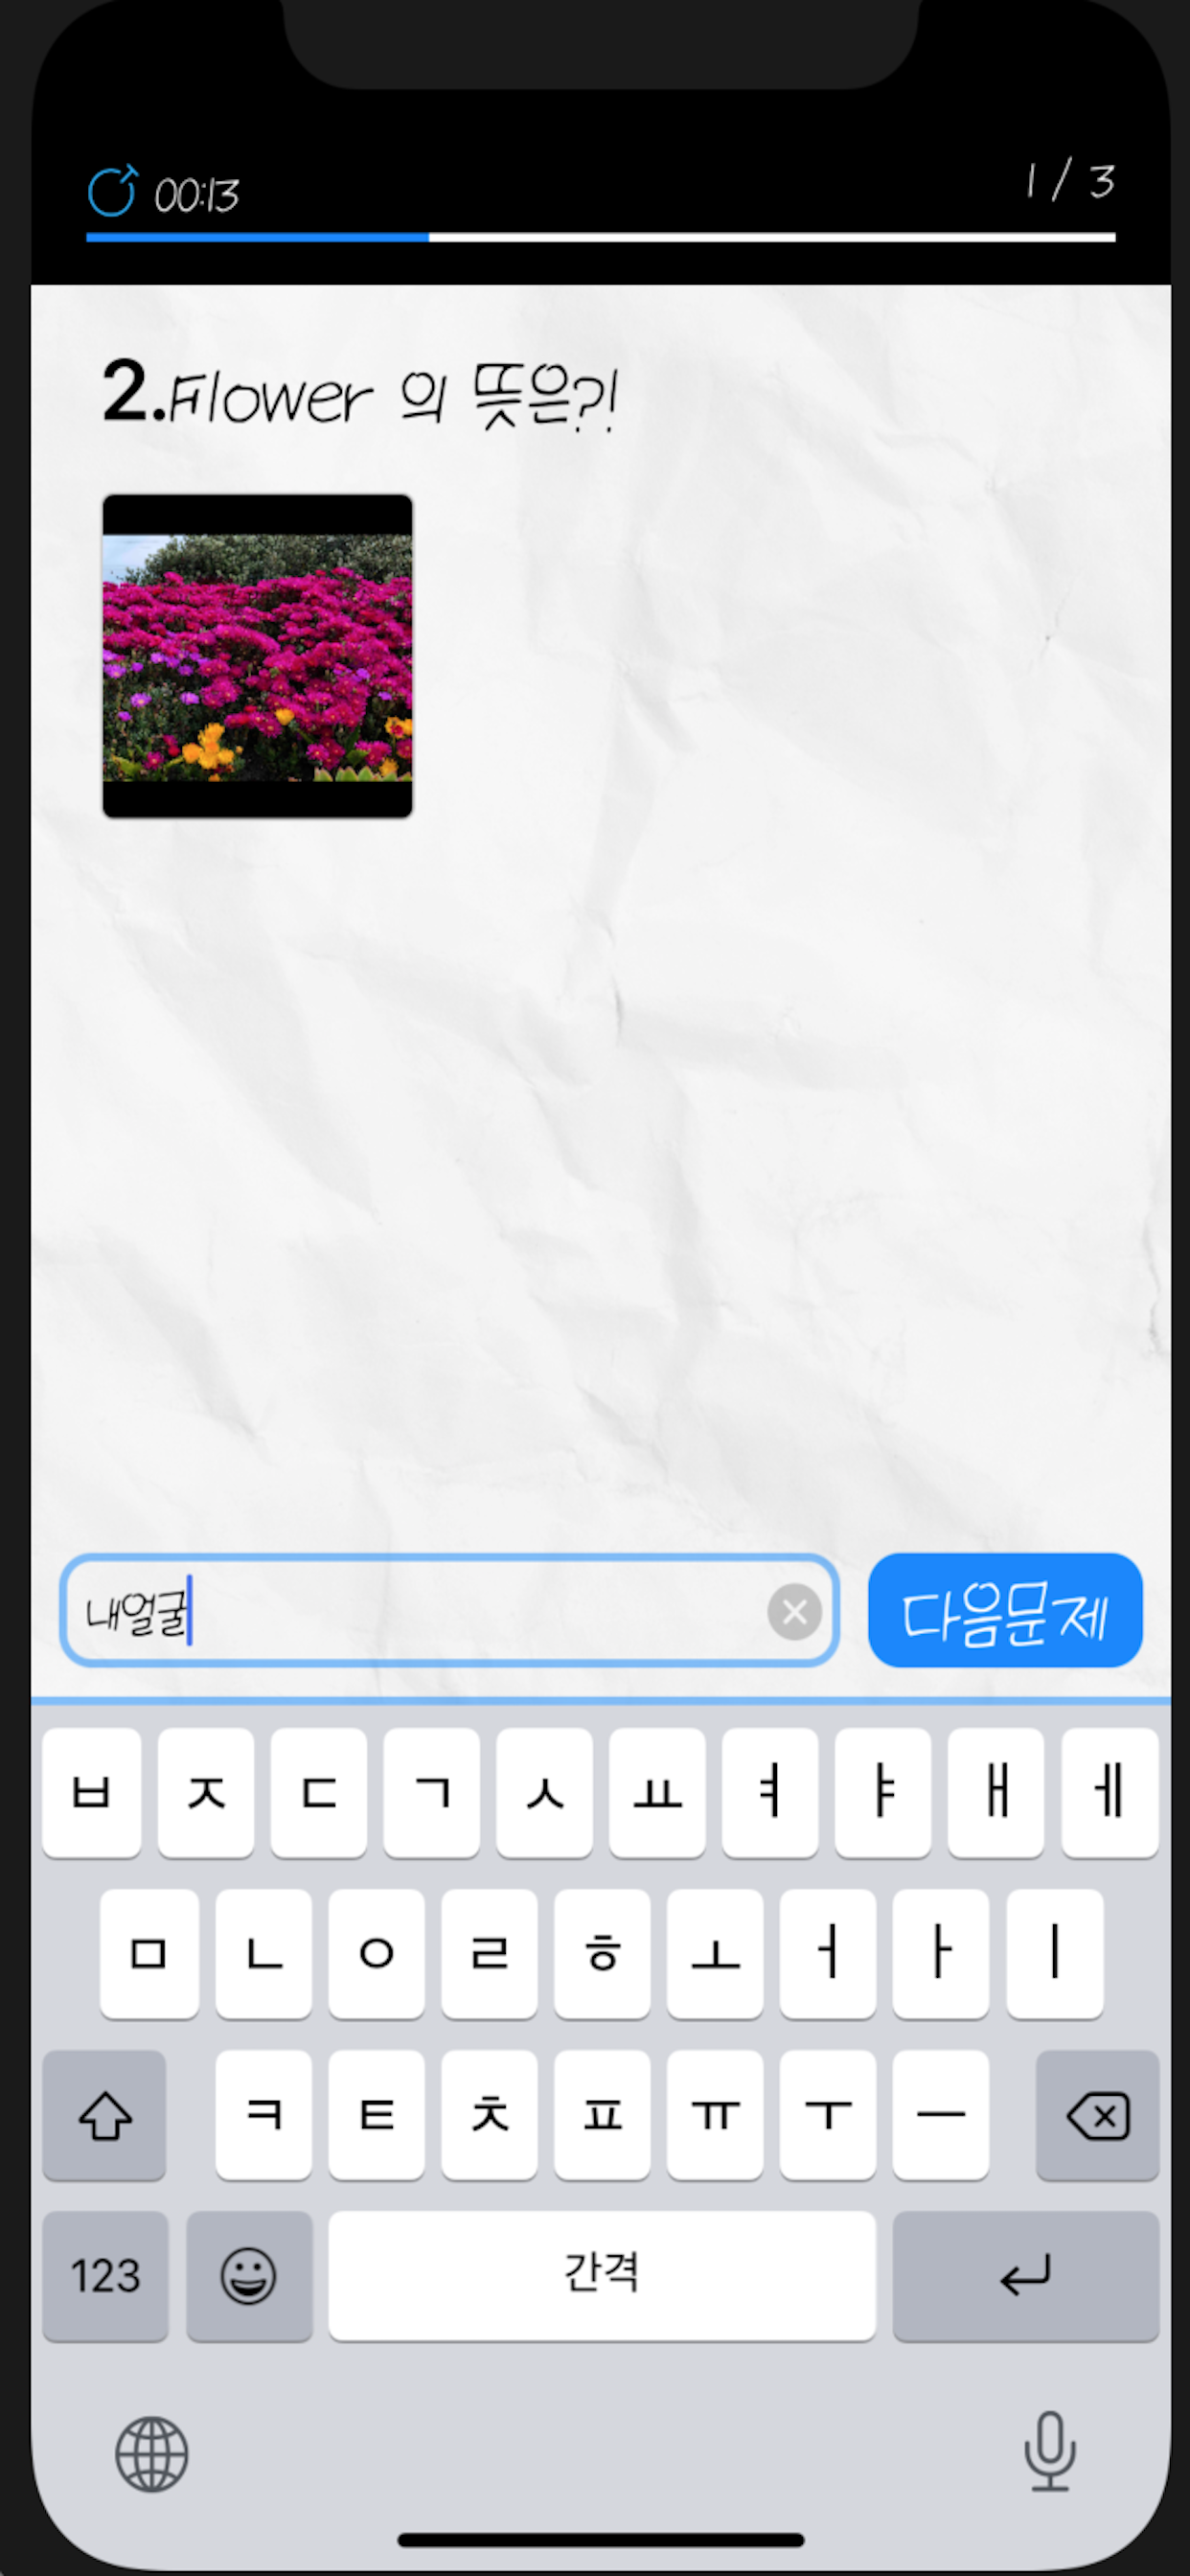 00:13
1 / 3
2.Flower 의 뜻은?!
내얼굴
다음문제
ㅂ ㅈ ㄷ ㄱ ㅅ ㅛ ㅕ ㅑ ㅐ ㅔ
ㅁ ㄴ ㅇ ㄹ ㅎ ㅗ ㅓ ㅏ ㅣ
ㅋ ㅌ ㅊ ㅍ ㅠ ㅜ ㅡ
123 간격